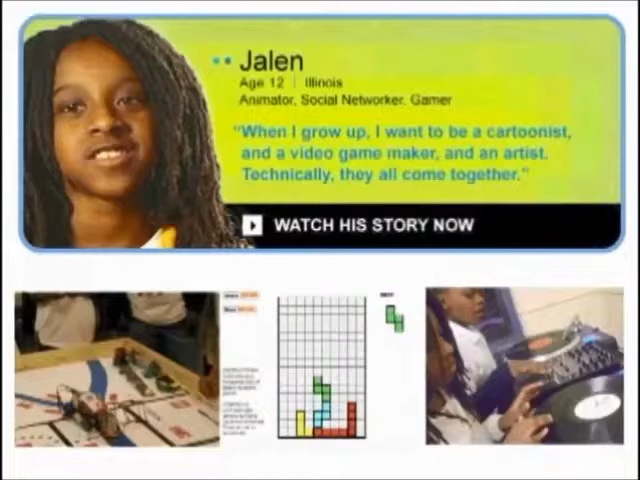 Jalen
Age 12 | Illinois
Animator, Social Networker, Gamer
"When I grow up, I want to be a cartoonist,
and a video game maker, and an artist.
Technically, they all come together."
WATCH HIS STORY NOW